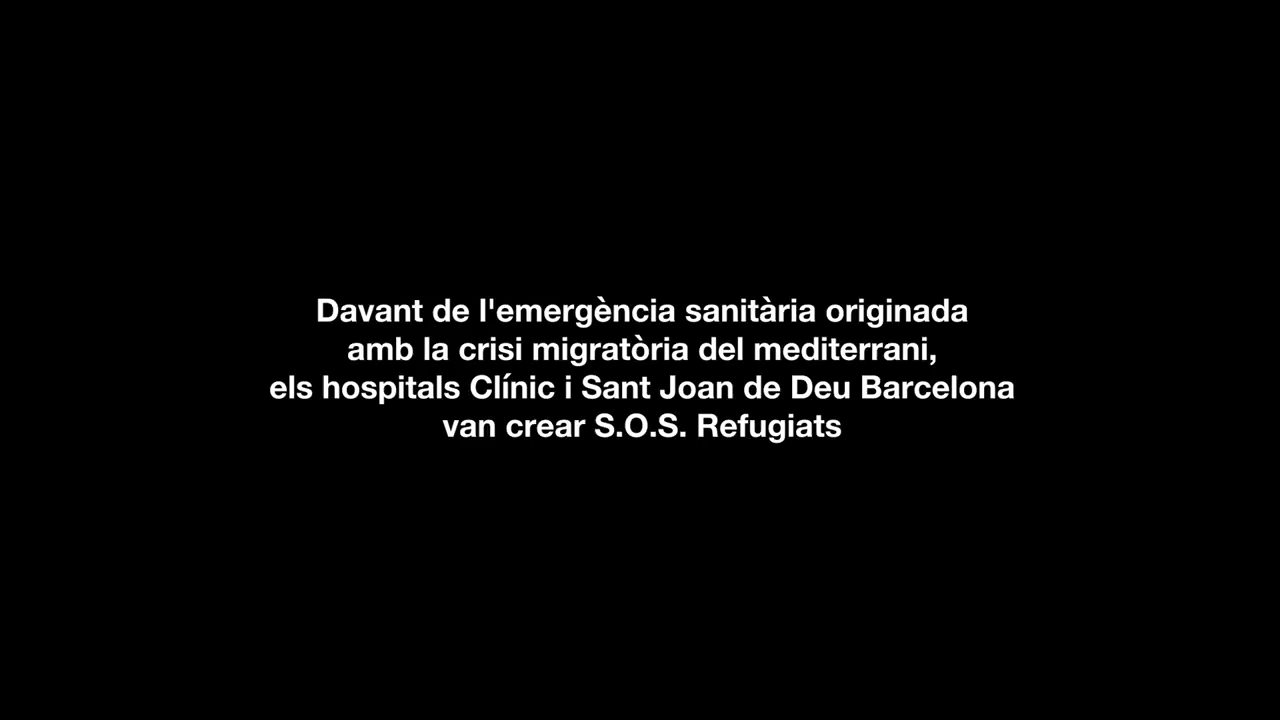 Davant de l'emergència sanitària originada
amb la crisi migratòria del mediterrani,
els hospitals Clínic i Sant Joan de Deu Barcelona
van crear S.O.S. Refugiats